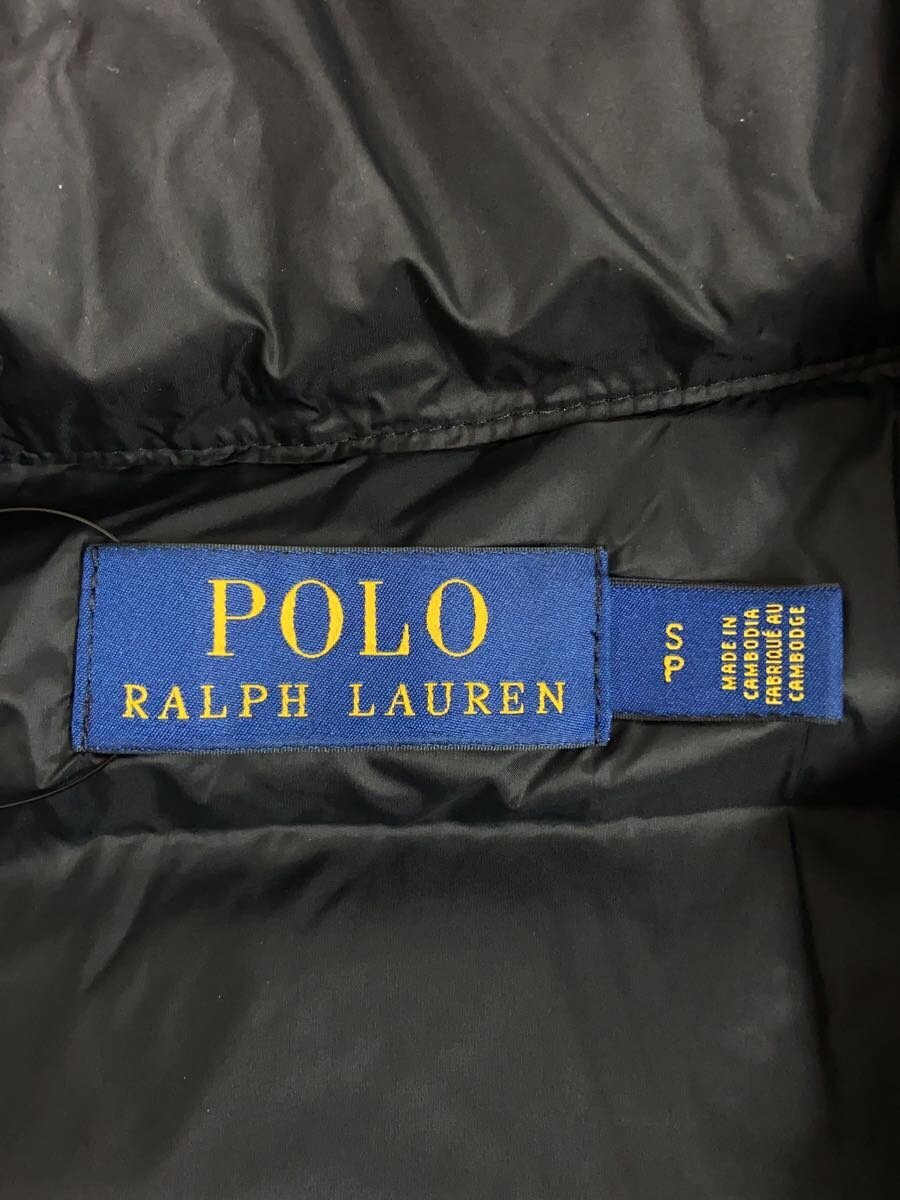 POLO
RALPH LAUREN
S
P
MADE IN
CAMBODIA
FABRIQUÉ AU
CAMBODGE